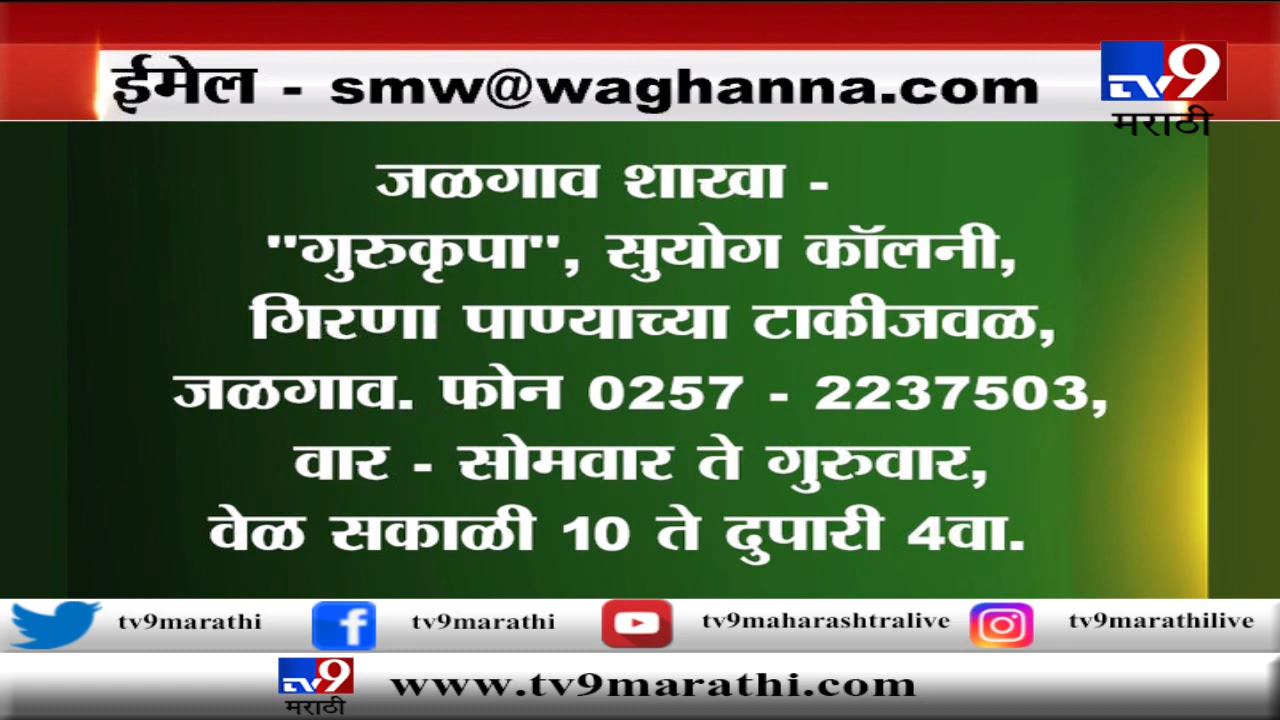 ईमेल - smw@waghanna.com
TV9
मराठी
जळगाव शाखा -
"गुरुकृपा", सुयोग कॉलनी,
गिरणा पाण्याच्या टाकीजवळ,
जळगाव. फोन 0257 - 2237503,
वार - सोमवार ते गुरुवार,
वेळ सकाळी 10 ते दुपारी 4वा.
tv9marathi tv9marathi tv9maharashtralive tv9marathilive
TV9 www.tv9marathi.com
मराठी